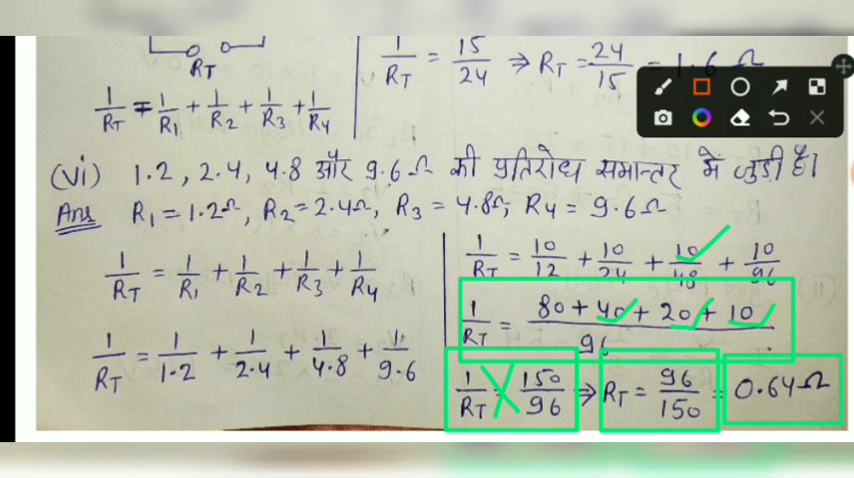 RT
1/RT = 1/R1 + 1/R2 + 1/R3 + 1/R4
1/RT = 15/24 ⇒ RT = 24/15 = 1.6 Ω
(vi) 1.2, 2.4, 4.8 और 9.6Ω की प्रतिरोध समान्तर में जुड़ी है।
Ans R1 = 1.2Ω, R2 = 2.4Ω, R3 = 4.8Ω, R4 = 9.6Ω
1/RT = 1/R1 + 1/R2 + 1/R3 + 1/R4
1/RT = 1/1.2 + 1/2.4 + 1/4.8 + 1/9.6
1/RT = 10/12 + 10/24 + 10/48 + 10/96
1/RT = 80 + 40 + 20 + 10/96
1/RT = 150/96 ⇒ RT = 96/150 = 0.64Ω